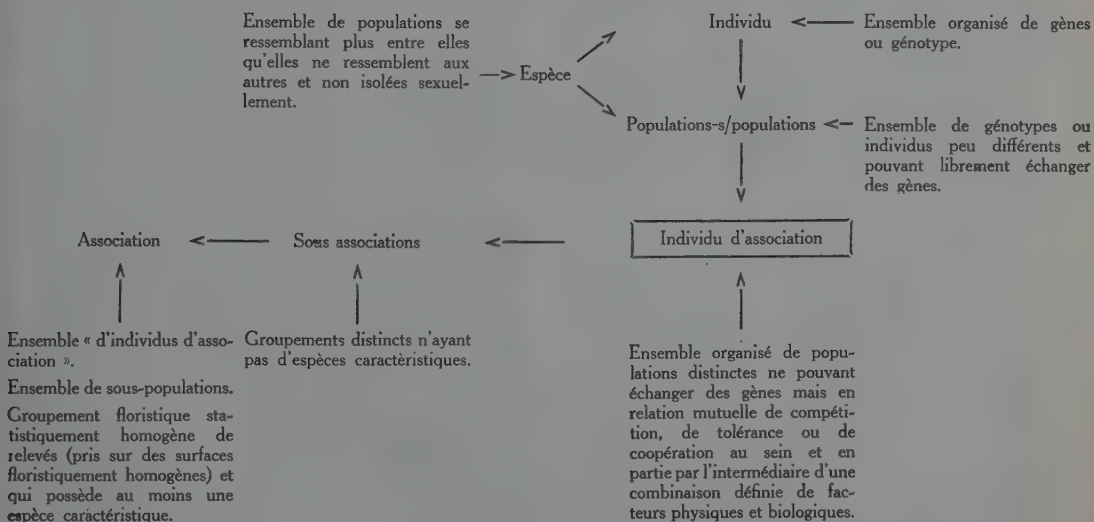 Ensemble de populations se
ressemblant plus entre elles
qu'elles ne ressemblent aux
autres et non isolées sexuel-
lement.
Espèce
Individu
Ensemble organisé de gènes
ou génotype.
Populations-s/populations
Ensemble de génotypes ou
individus peu différents et
pouvant librement échanger
des gènes.
Association
Sous associations
Individu d'association
Ensemble « d'individus d'asso-
ciation ».
Ensemble de sous-populations.
Groupement floristique sta-
tistiquement homogène de
relevés (pris sur des surfaces
floristiquement homogènes) et
qui possède au moins une
espèce caractéristique.
Groupements distincts n'ayant
pas d'espèces caractèristiques.
Ensemble organisé de popu-
lations distinctes ne pouvant
échanger des gènes mais en
relation mutuelle de compéti-
tion, de tolérance ou de
coopération au sein et en
partie par l'intermédiaire d'une
combinaison définie de fac-
teurs physiques et biologiques.